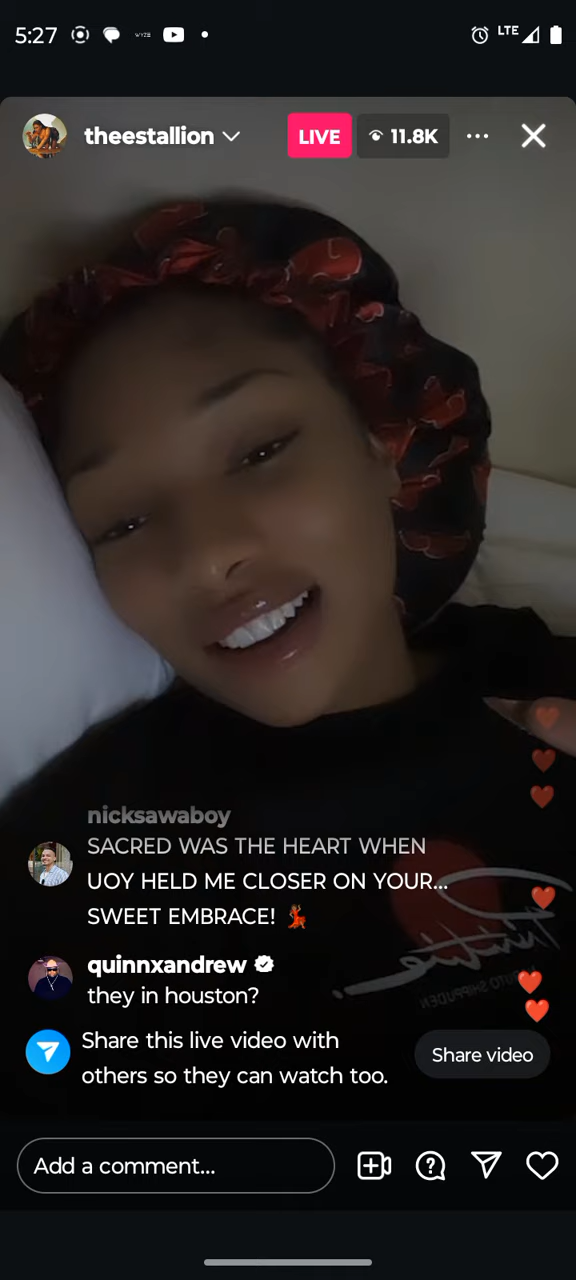 5:27
WYZE
LTE
theestallion
LIVE
11.8K
nicksawaboy
SACRED WAS THE HEART WHEN
UOY HELD ME CLOSER ON YOUR...
SWEET EMBRACE! 💃
quinnxandrew
they in houston?
Share this live video with
others so they can watch too.
Share video
Add a comment...